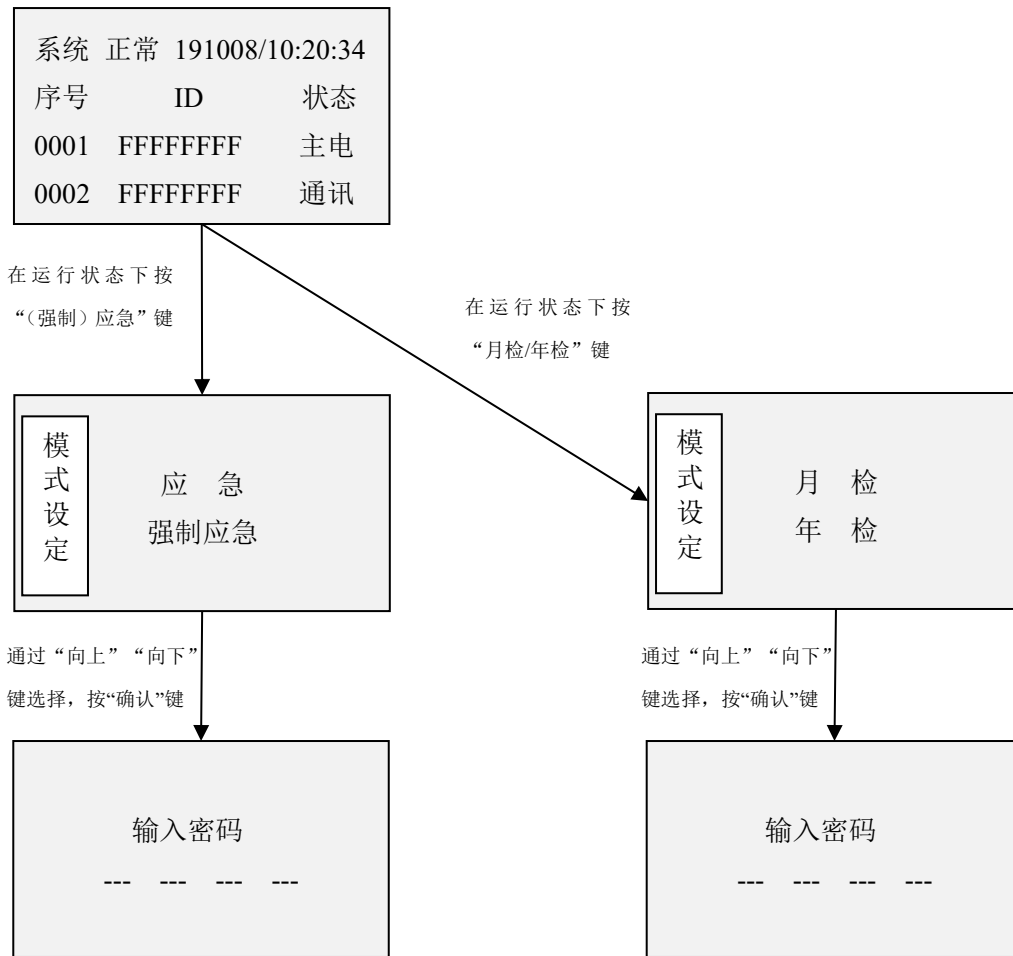 系统 正常 191008/10:20:34
序号 ID 状态
0001 FFFFFFFF 主电
0002 FFFFFFFF 通讯
在运行状态下按
“（强制）应急”键
在运行状态下按
“月检/年检”键
模式设定
应 急
强制应急
模式设定
月 检
年 检
通过“向上”“向下”
键选择，按“确认”键
通过“向上”“向下”
键选择，按“确认”键
输入密码
--- --- --- ---
输入密码
--- --- --- ---